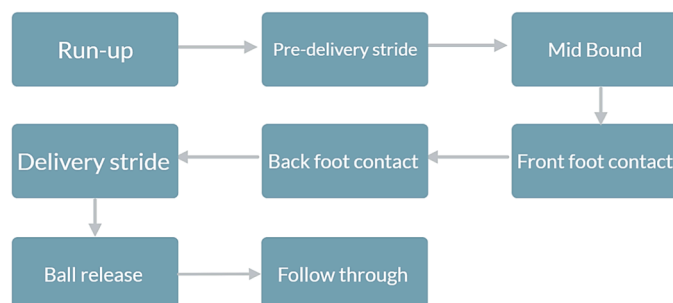 Run-up
Pre-delivery stride
Mid Bound
Front foot contact
Back foot contact
Delivery stride
Ball release
Follow through